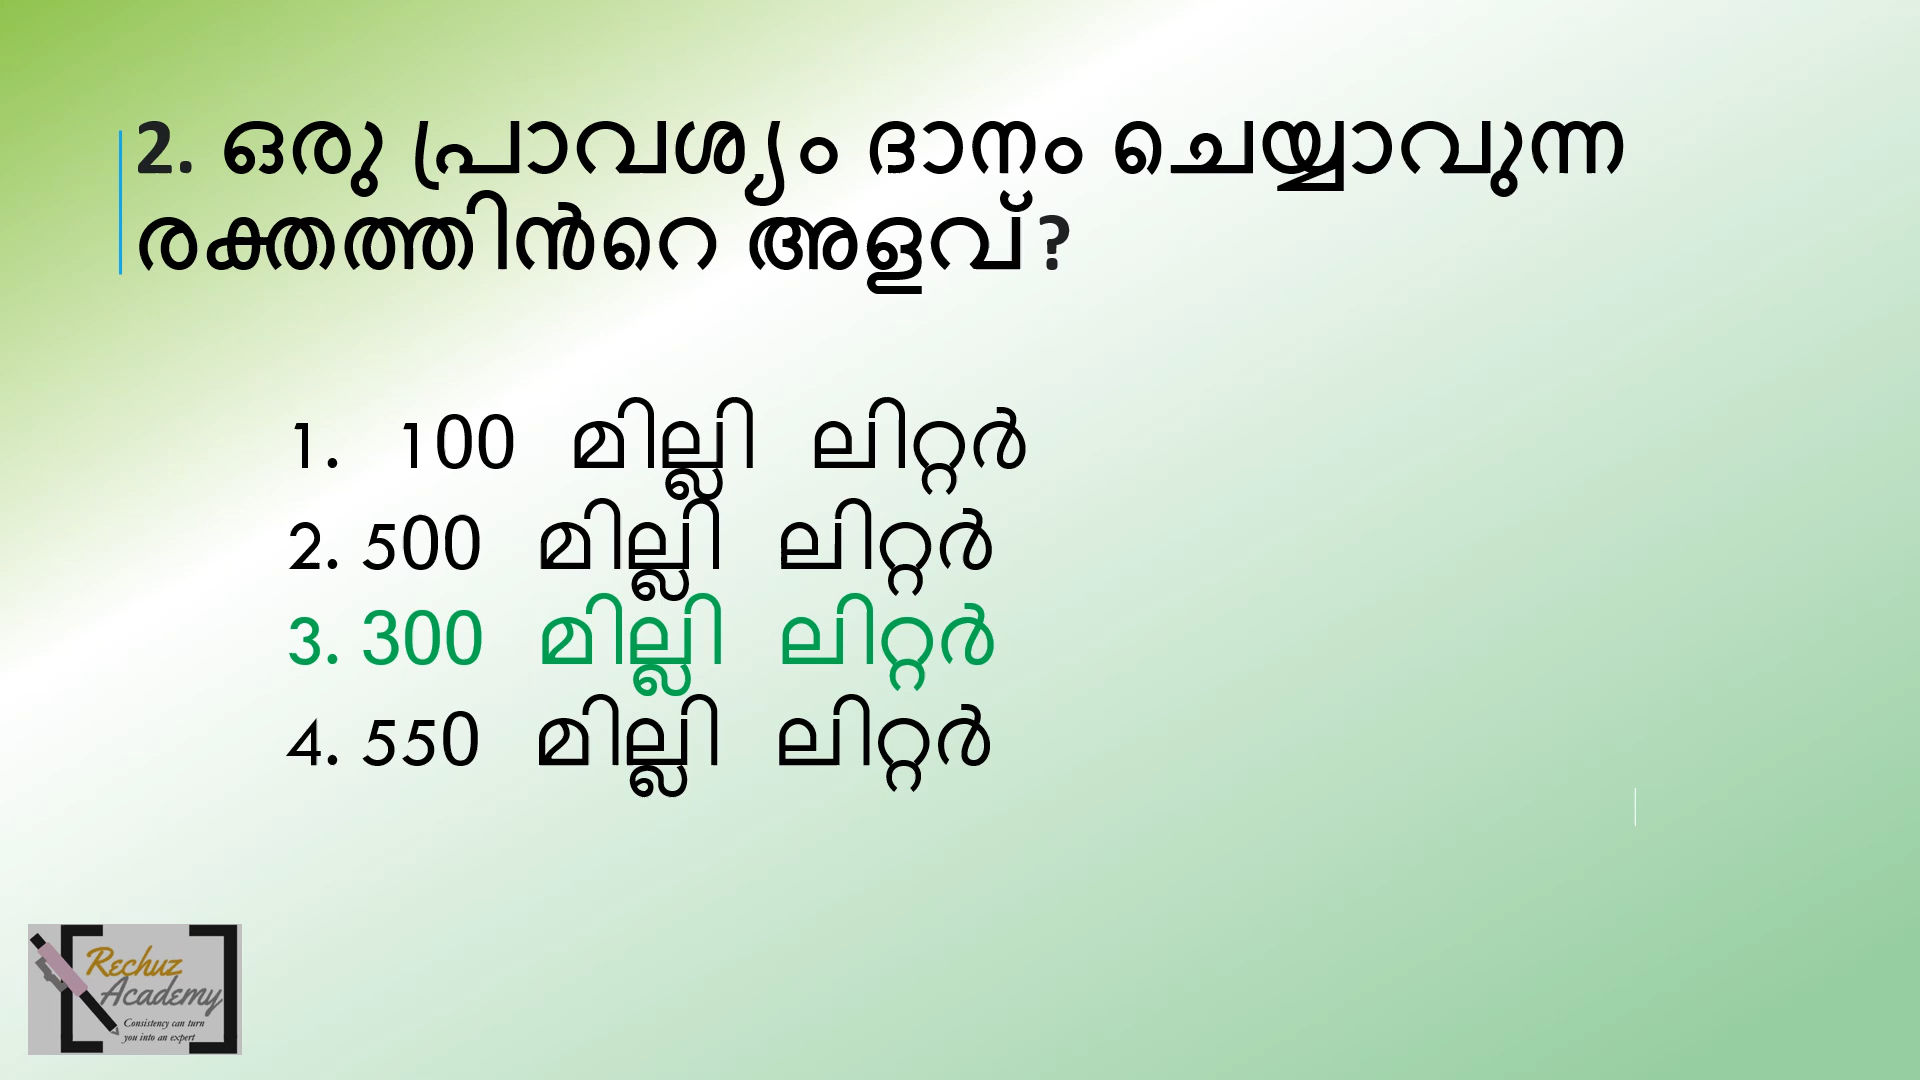 2. ഒരു പ്രാവശ്യം ദാനം ചെയ്യാവുന്ന
രക്തത്തിൻറെ അളവ്?
1. 100 മില്ലി ലിറ്റർ
2. 500 മില്ലി ലിറ്റർ
3. 300 മില്ലി ലിറ്റർ
4. 550 മില്ലി ലിറ്റർ
Rechuz
Academy
Consistency can turn
you into an expert